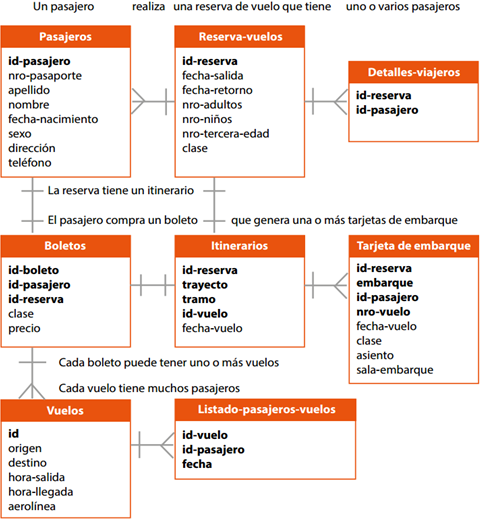 Un pasajero realiza una reserva de vuelo que tiene uno o varios pasajeros
Pasajeros
id-pasajero
nro-pasaporte
apellido
nombre
fecha-nacimiento
sexo
dirección
teléfono
Reserva-vuelos
id-reserva
fecha-salida
fecha-retorno
nro-adultos
nro-niños
nro-tercera-edad
clase
Detalles-viajeros
id-reserva
id-pasajero
La reserva tiene un itinerario
El pasajero compra un boleto que genera una o más tarjetas de embarque
Boletos
id-boleto
id-pasajero
id-reserva
clase
precio
Itinerarios
id-reserva
trayecto
tramo
id-vuelo
fecha-vuelo
Tarjeta de embarque
id-reserva
embarque
id-pasajero
nro-vuelo
fecha-vuelo
clase
asiento
sala-embarque
Cada boleto puede tener uno o más vuelos
Cada vuelo tiene muchos pasajeros
Vuelos
id
origen
destino
hora-salida
hora-llegada
aerolínea
Listado-pasajeros-vuelos
id-vuelo
id-pasajero
fecha